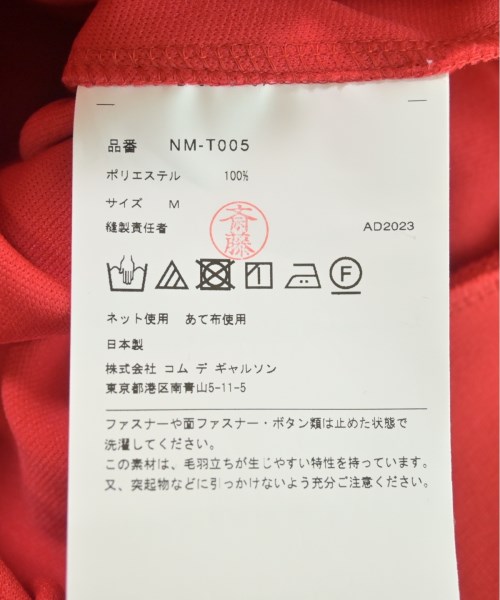 品番 NM-T005
ポリエステル 100%
サイズ M
縫製責任者 斎藤 AD2023
F
ネット使用 あて布使用
日本製
株式会社 コム デ ギャルソン
東京都港区南青山5-11-5
ファスナーや面ファスナー・ボタン類は止めた状態で
洗濯してください。
この素材は、毛羽立ちが生じやすい特性を持っています。
又、突起物などに引っかけないよう充分ご注意ください。